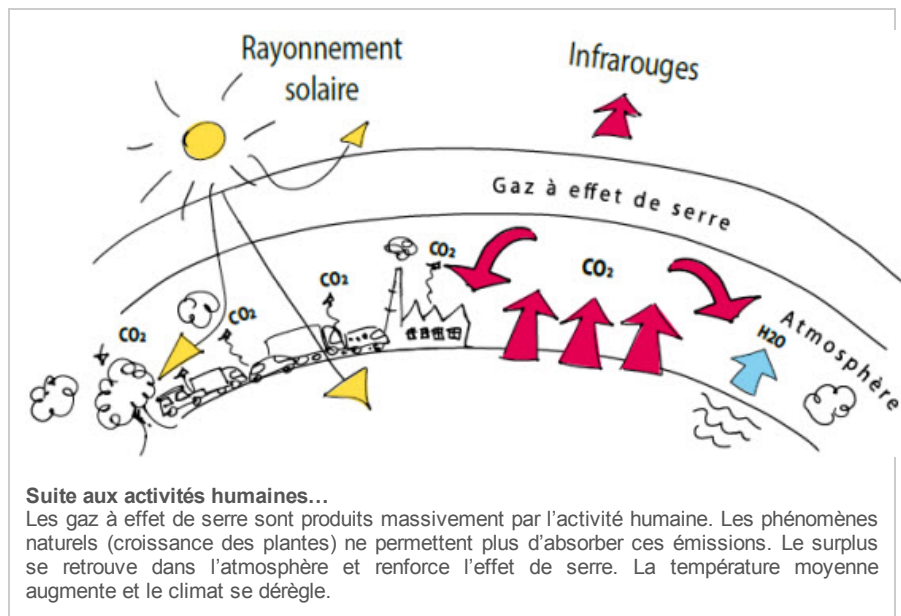 Rayonnement
solaire
Infrarouges
Gaz à effet de serre
CO2
CO2
CO2
CO2
CO2
H2O
Atmosphère
Suite aux activités humaines…
Les gaz à effet de serre sont produits massivement par l’activité humaine. Les phénomènes
naturels (croissance des plantes) ne permettent plus d’absorber ces émissions. Le surplus
se retrouve dans l’atmosphère et renforce l’effet de serre. La température moyenne
augmente et le climat se dérègle.